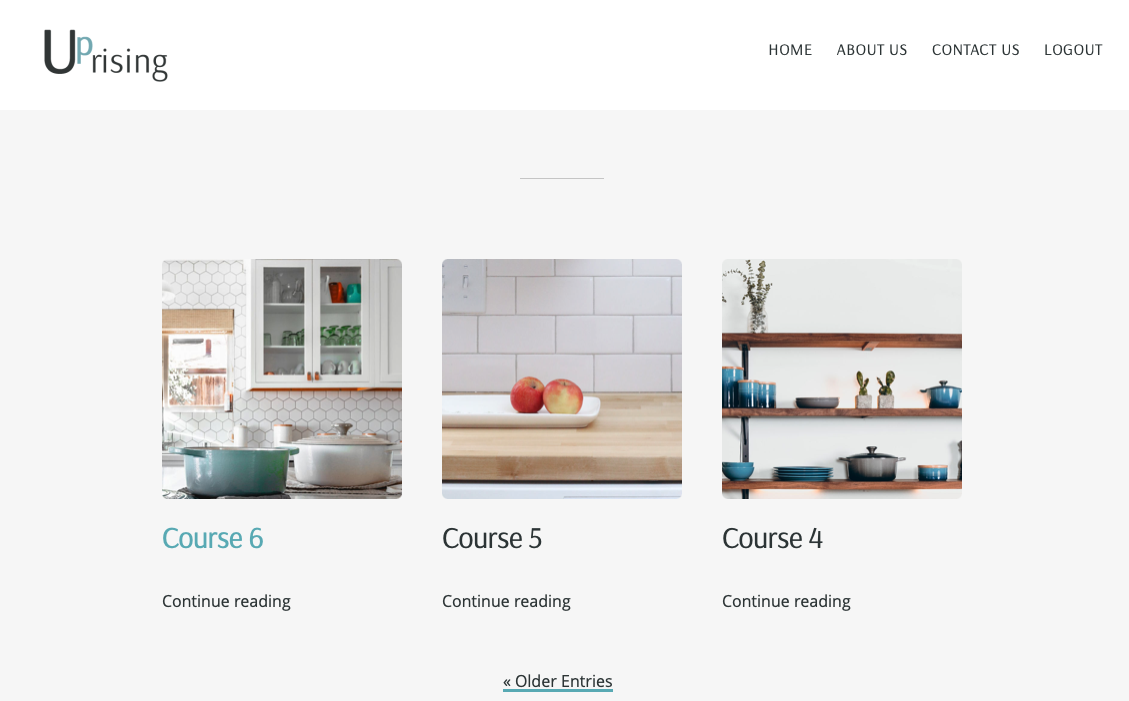 Uprising
HOME ABOUT US CONTACT US LOGOUT
Course 6 Course 5 Course 4
Continue reading Continue reading Continue reading
« Older Entries